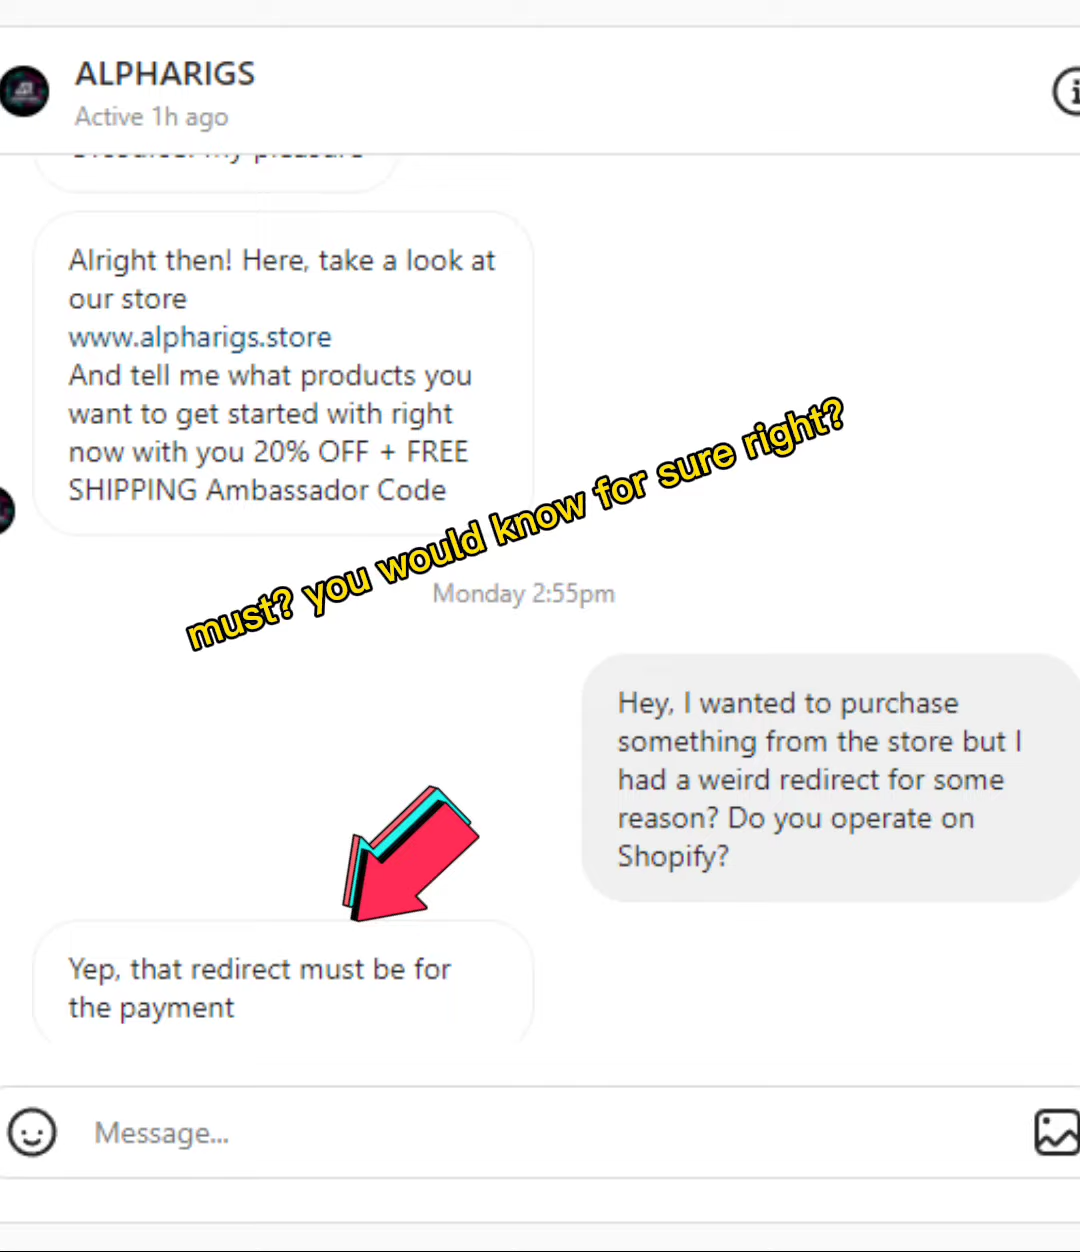 ALPHARIGS
Active 1h ago
my pleasure
Alright then! Here, take a look at
our store
www.alpharigs.store
And tell me what products you
want to get started with right
now with you 20% OFF + FREE
SHIPPING Ambassador Code
must? you would know for sure right?
Monday 2:55pm
Hey, I wanted to purchase
something from the store but I
had a weird redirect for some
reason? Do you operate on
Shopify?
Yep, that redirect must be for
the payment
Message...